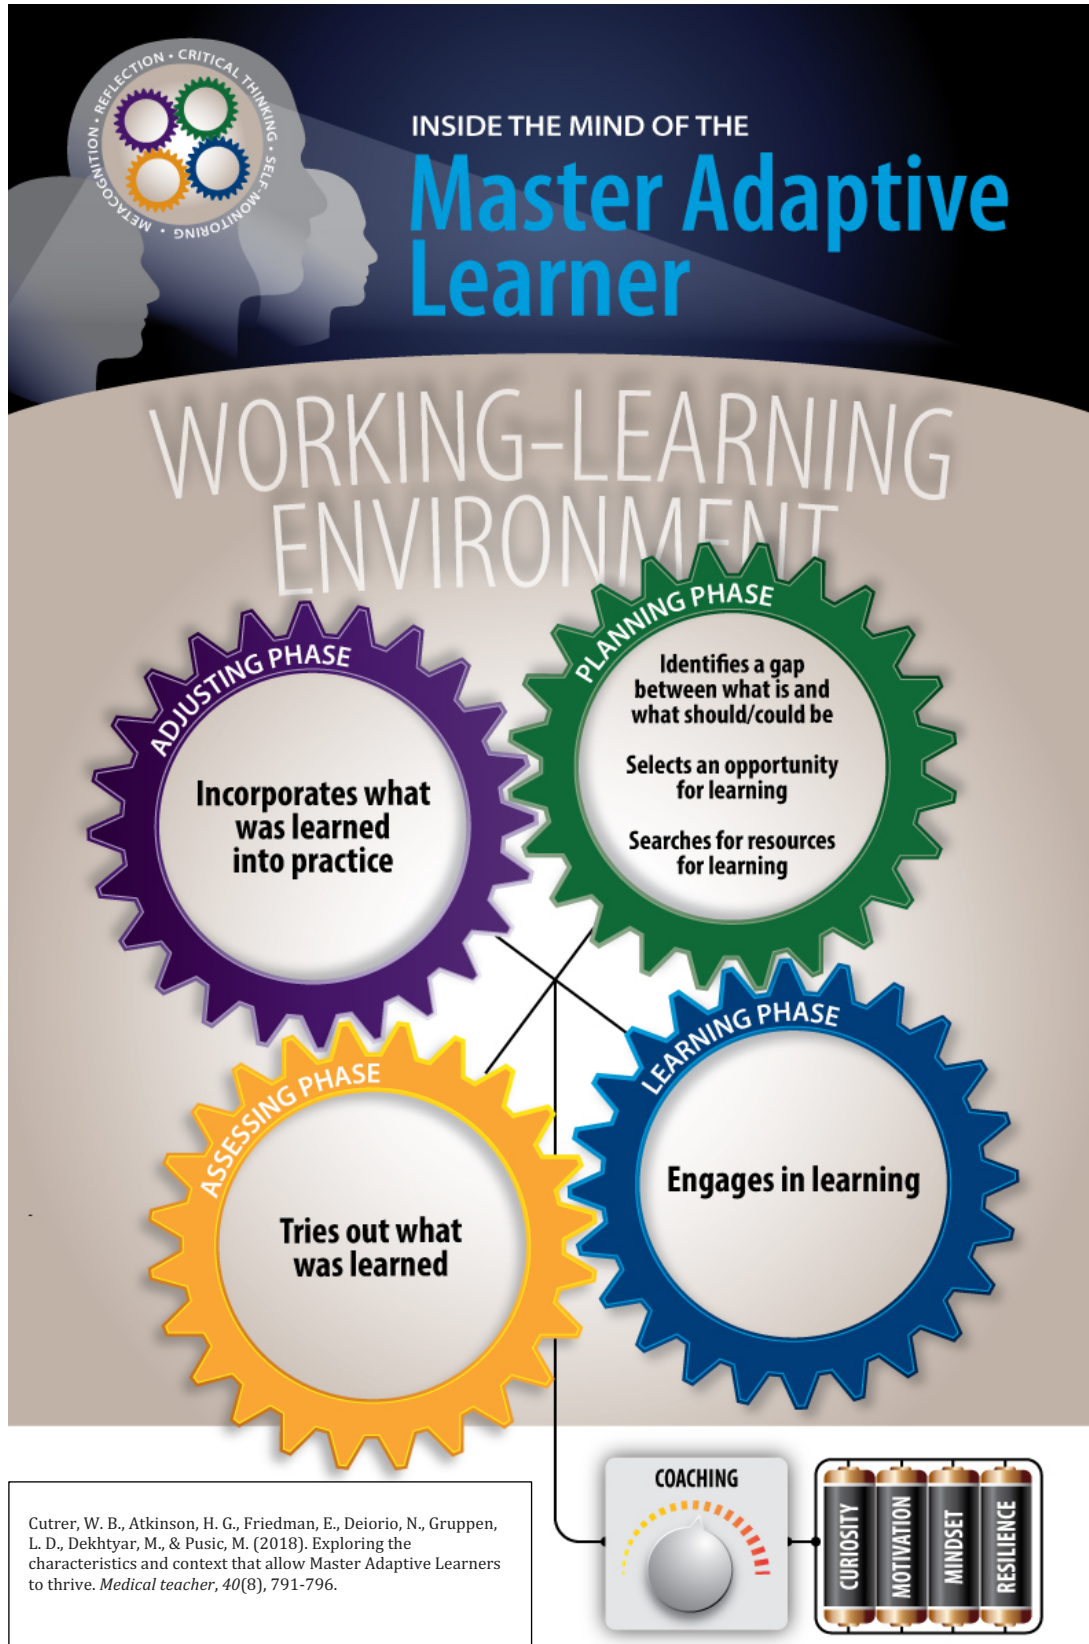 METACOGNITION • REFLECTION • CRITICAL THINKING • SELF-MONITORING •
INSIDE THE MIND OF THE
Master Adaptive
Learner
WORKING-LEARNING
ENVIRONMENT
ADJUSTING PHASE
Incorporates what
was learned
into practice
PLANNING PHASE
Identifies a gap
between what is and
what should/could be
Selects an opportunity
for learning
Searches for resources
for learning
ASSESSING PHASE
Tries out what
was learned
LEARNING PHASE
Engages in learning
-
COACHING
CURIOSITY
MOTIVATION
MINDSET
RESILIENCE
Cutrer, W. B., Atkinson, H. G., Friedman, E., Deiorio, N., Gruppen,
L. D., Dekhtyar, M., & Pusic, M. (2018). Exploring the
characteristics and context that allow Master Adaptive Learners
to thrive. Medical teacher, 40(8), 791-796.